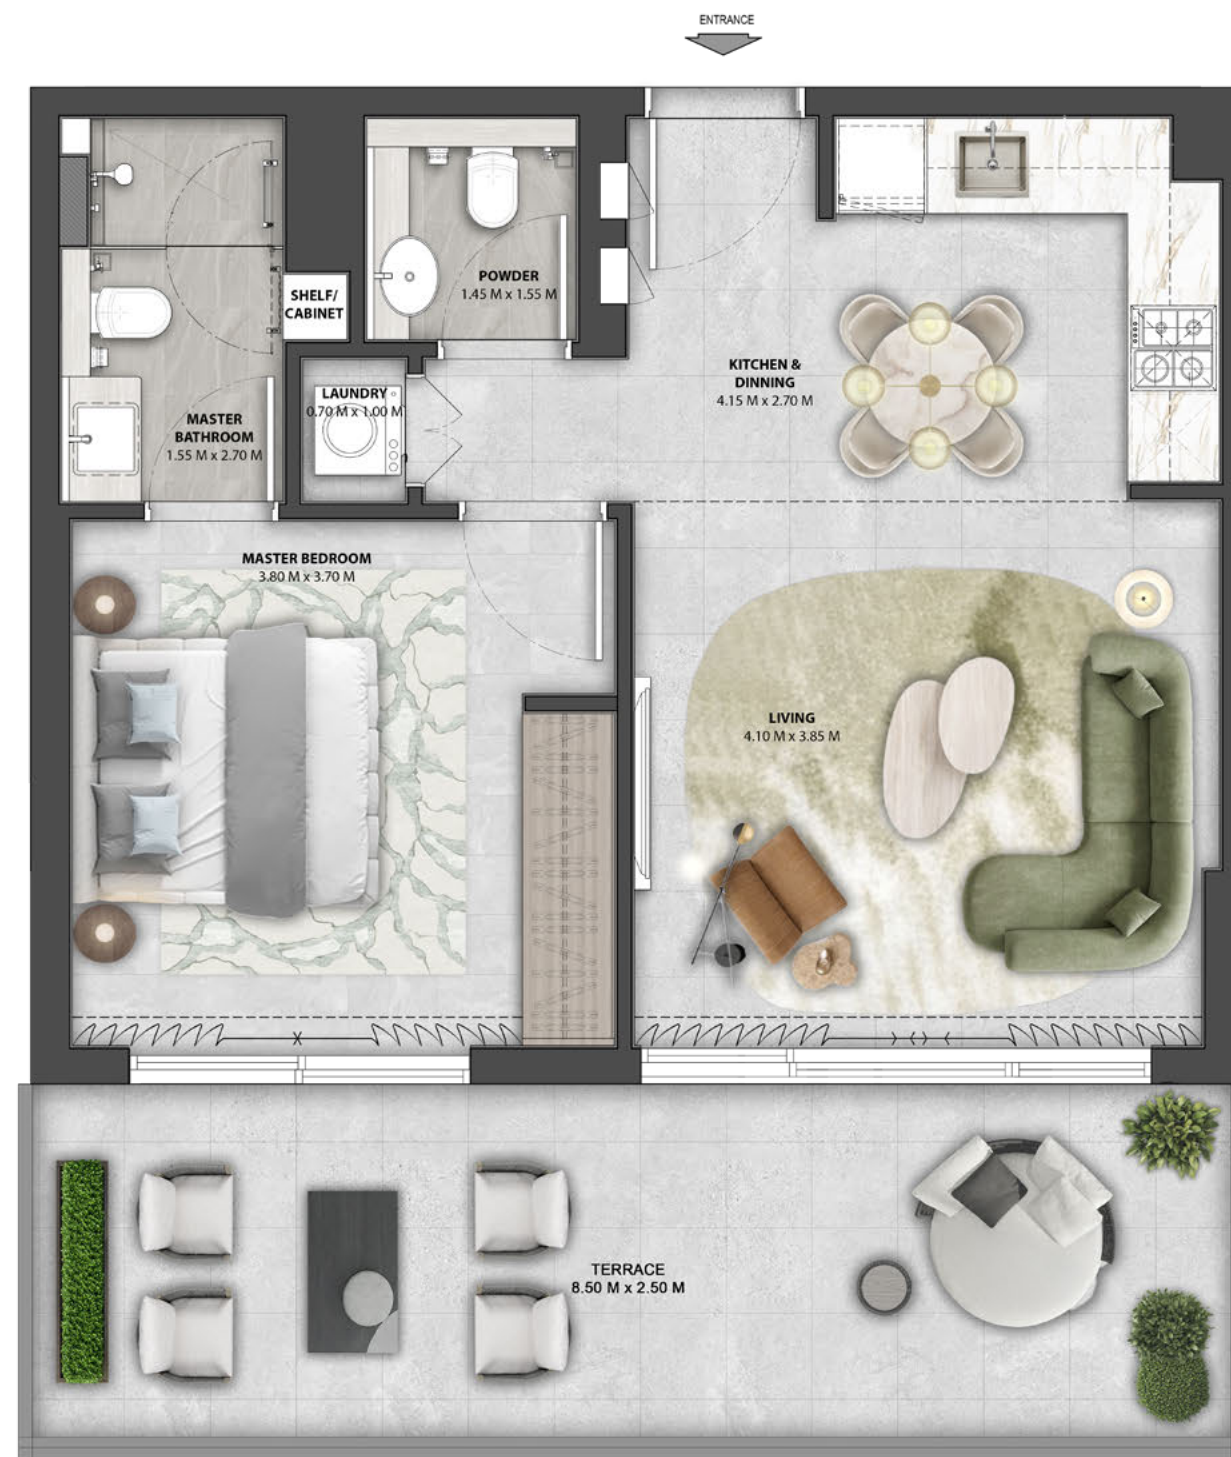 ENTRANCE
POWDER
1.45 M x 1.55 M
SHELF/
CABINET
KITCHEN &
DINNING
4.15 M x 2.70 M
LAUNDRY
0.70 M x 1.00 M
MASTER
BATHROOM
1.55 M x 2.70 M
MASTER BEDROOM
3.80 M x 3.70 M
LIVING
4.10 M x 3.85 M
TERRACE
8.50 M x 2.50 M